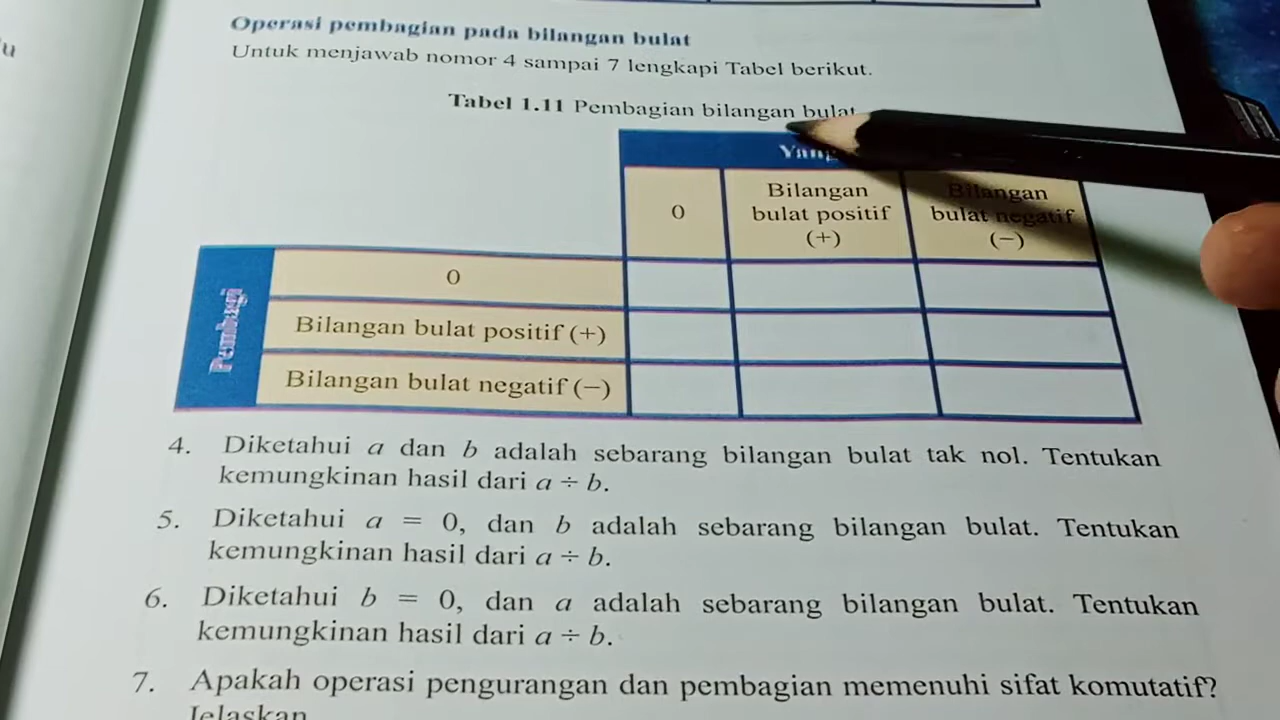 u
Operasi pembagian pada bilangan bulat
Untuk menjawab nomor 4 sampai 7 lengkapi Tabel berikut.
Tabel 1.11 Pembagian bilangan bulat
Yang
0
Bilangan bulat positif (+)
Bilangan bulat negatif (−)
Pembagi
0
Bilangan bulat positif (+)
Bilangan bulat negatif (−)
4. Diketahui a dan b adalah sebarang bilangan bulat tak nol. Tentukan
kemungkinan hasil dari a ÷ b.
5. Diketahui a = 0, dan b adalah sebarang bilangan bulat. Tentukan
kemungkinan hasil dari a ÷ b.
6. Diketahui b = 0, dan a adalah sebarang bilangan bulat. Tentukan
kemungkinan hasil dari a ÷ b.
7. Apakah operasi pengurangan dan pembagian memenuhi sifat komutatif?
Jelaskan